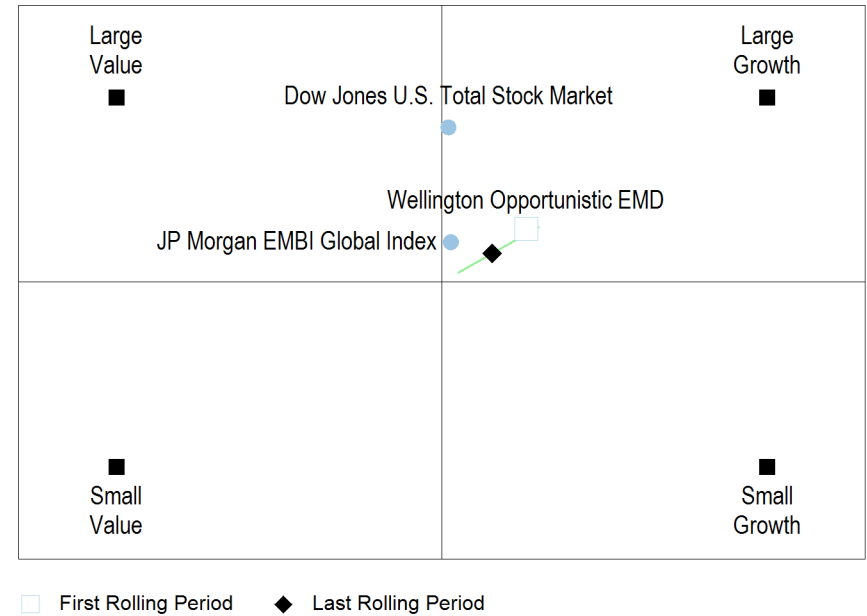 Large
Value
Large
Growth
Dow Jones U.S. Total Stock Market
Wellington Opportunistic EMD
JP Morgan EMBI Global Index
Small
Value
Small
Growth
First Rolling Period
Last Rolling Period